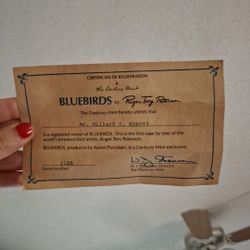 CERTIFICATE OF REGISTRATION
The Danbury Mint
BLUEBIRDS by Roger Tory Peterson
The Danbury Mint hereby attests that
Mr. Willard C. Abbott
is a registered owner of BLUEBIRDS. This is the first vase by one of the
world's foremost bird artists, Roger Tory Peterson.
BLUEBIRDS, produced by Kaiser Porcelain, is a Danbury Mint exclusive.
Serial Number
The Danbury Mint